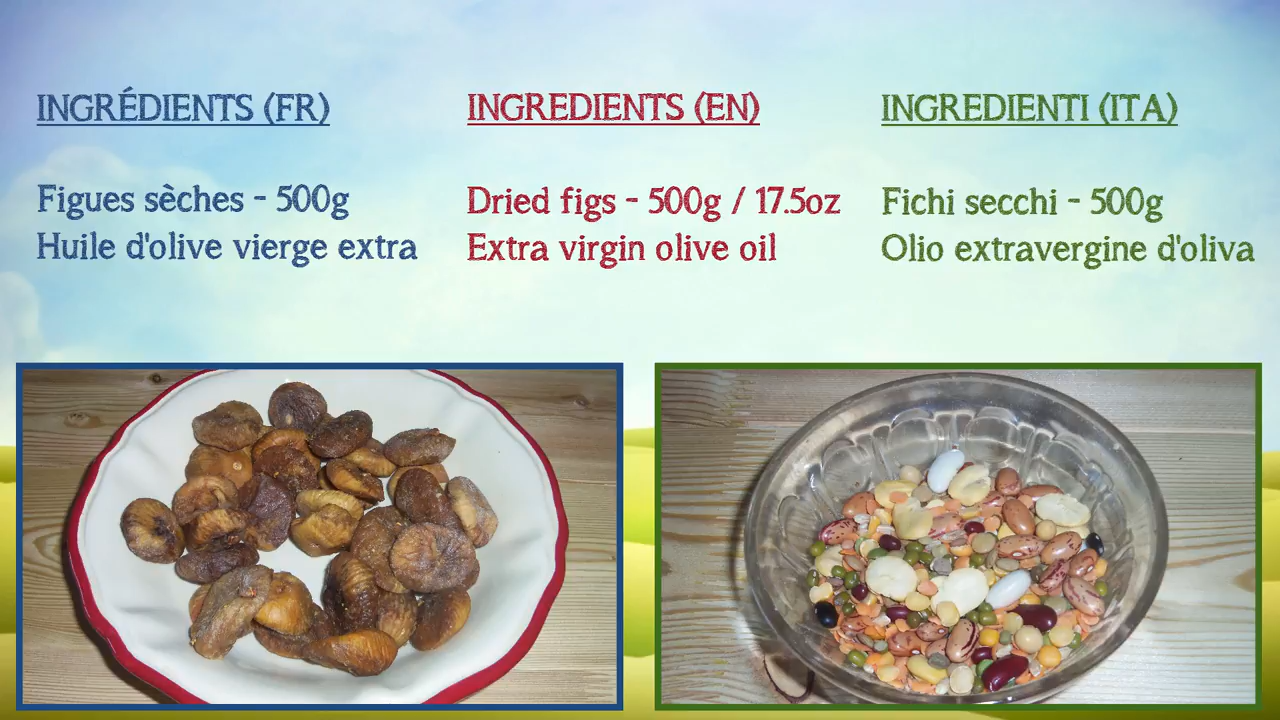 INGRÉDIENTS (FR)
Figues sèches - 500g
Huile d'olive vierge extra
INGREDIENTS (EN)
Dried figs - 500g / 17.5oz
Extra virgin olive oil
INGREDIENTI (ITA)
Fichi secchi - 500g
Olio extravergine d'oliva